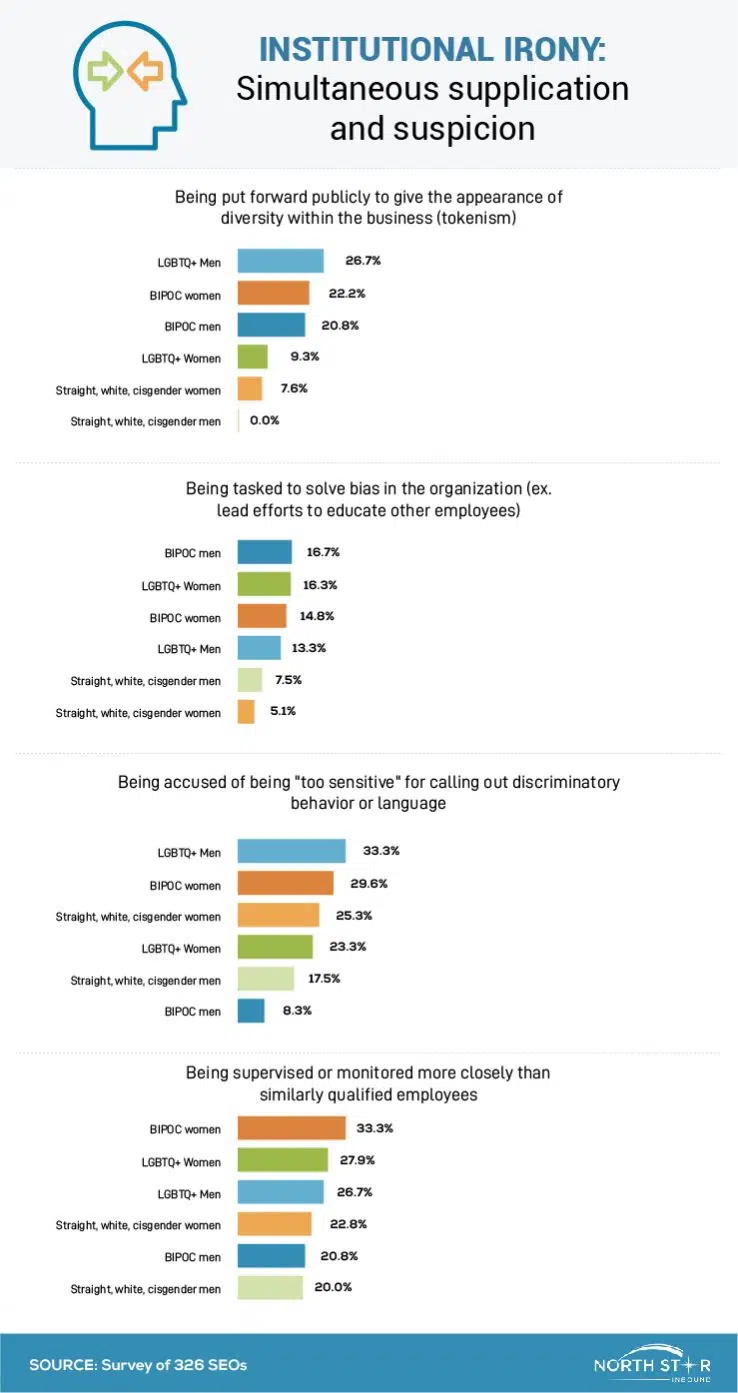 INSTITUTIONAL IRONY:
Simultaneous supplication
and suspicion
Being put forward publicly to give the appearance of
diversity within the business (tokenism)
LGBTQ+ Men 26.7%
BIPOC women 22.2%
BIPOC men 20.8%
LGBTQ+ Women 9.3%
Straight, white, cisgender women 7.6%
Straight, white, cisgender men 0.0%
Being tasked to solve bias in the organization (ex.
lead efforts to educate other employees)
BIPOC men 16.7%
LGBTQ+ Women 16.3%
BIPOC women 14.8%
LGBTQ+ Men 13.3%
Straight, white, cisgender men 7.5%
Straight, white, cisgender women 5.1%
Being accused of being "too sensitive" for calling out discriminatory
behavior or language
LGBTQ+ Men 33.3%
BIPOC women 29.6%
Straight, white, cisgender women 25.3%
LGBTQ+ Women 23.3%
Straight, white, cisgender men 17.5%
BIPOC men 8.3%
Being supervised or monitored more closely than
similarly qualified employees
BIPOC women 33.3%
LGBTQ+ Women 27.9%
LGBTQ+ Men 26.7%
Straight, white, cisgender women 22.8%
BIPOC men 20.8%
Straight, white, cisgender men 20.0%
SOURCE: Survey of 326 SEOs
NORTH STAR
INBOUND